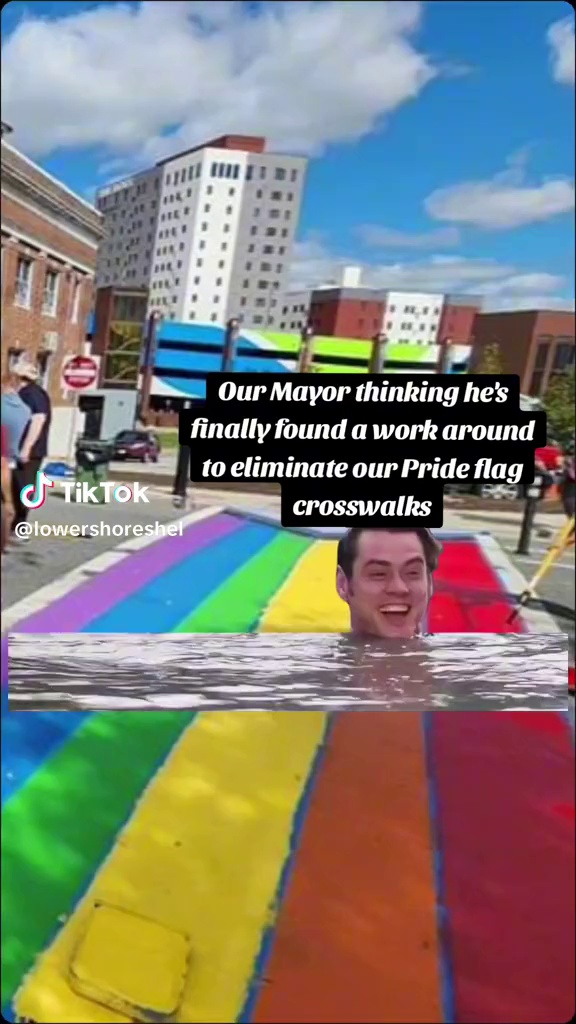 Our Mayor thinking he's
finally found a work around
to eliminate our Pride flag
crosswalks
TikTok
@lowershoreshel